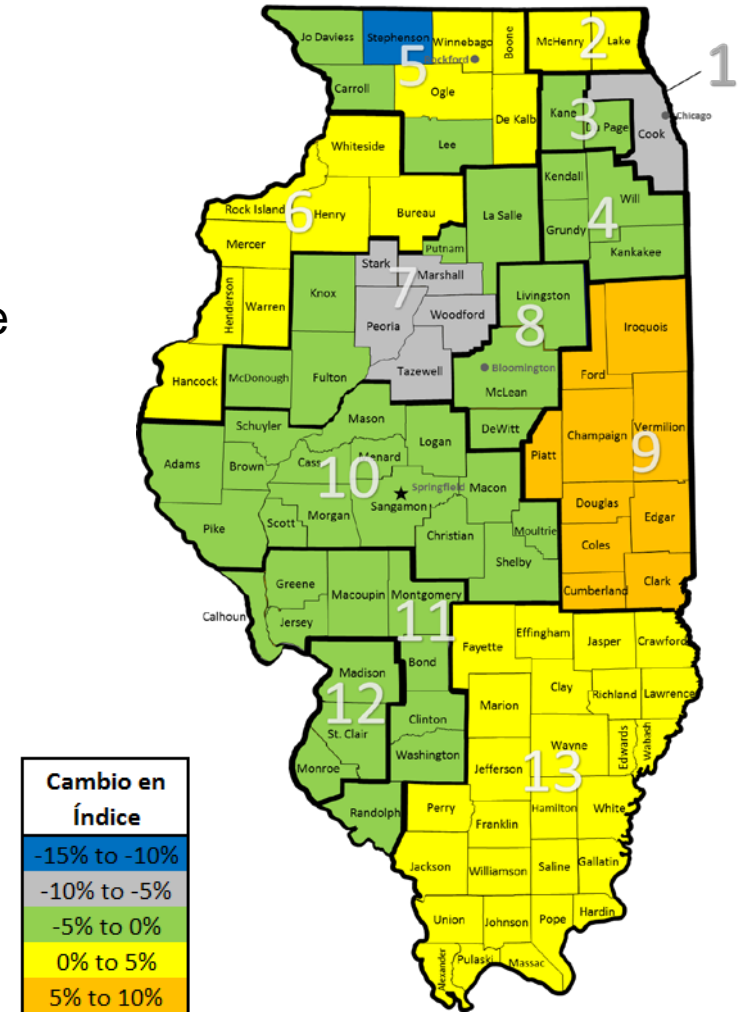 Jo Daviess
Stephenson
Winnebago
Boone
McHenry
2
Lake
1
5
Rockford
Carroll
Ogle
De Kalb
Kane
3
Du Page
Chicago
Cook
Whiteside
Lee
Kendall
Will
4
Rock Island
6
Henry
Bureau
La Salle
Grundy
Mercer
Putnam
Kankakee
e
Stark
7
Marshall
Henderson
Warren
Knox
Peoria
Woodford
Livingston
8
Iroquois
Hancock
McDonough
Fulton
Tazewell
Bloomington
McLean
Ford
Schuyler
Mason
Logan
DeWitt
Champaign
Vermilion
9
Adams
Brown
Cass
Menard
10
Springfield
Macon
Piatt
Pike
Scott
Morgan
Sangamon
Christian
Moultrie
Douglas
Edgar
Coles
Shelby
Greene
Macoupin
Montgomery
Cumberland
Clark
Calhoun
Jersey
11
Fayette
Effingham
Jasper
Crawford
Madison
Bond
12
Marion
Clay
Richland
Lawrence
St. Clair
Clinton
Monroe
Washington
Wayne
Edwards
Wabash
13
Jefferson
Randolph
Perry
Franklin
Hamilton
White
Jackson
Williamson
Saline
Gallatin
Union
Johnson
Pope
Hardin
Alexander
Pulaski
Massac
Cambio en
Índice
-15% to -10%
-10% to -5%
-5% to 0%
0% to 5%
5% to 10%